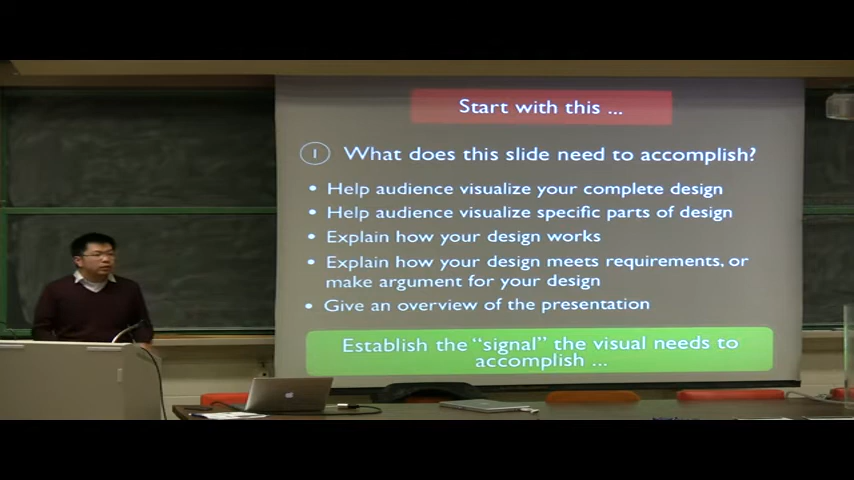 Start with this ...
1 What does this slide need to accomplish?
• Help audience visualize your complete design
• Help audience visualize specific parts of design
• Explain how your design works
• Explain how your design meets requirements, or
make argument for your design
• Give an overview of the presentation
Establish the “signal” the visual needs to
accomplish ...